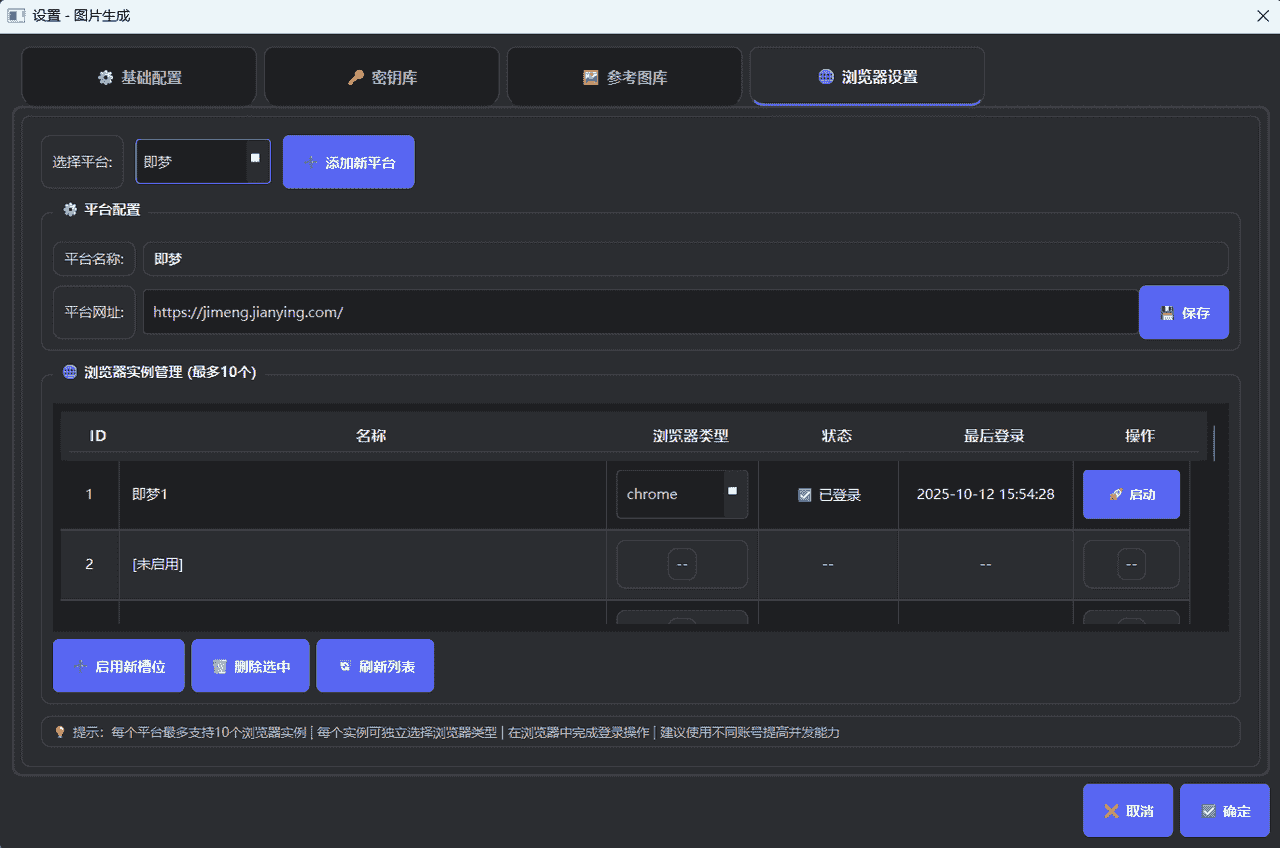 设置 - 图片生成
基础配置
密钥库
参考图库
浏览器设置
选择平台:
即梦
添加新平台
平台配置
平台名称:
即梦
平台网址:
https://jimeng.jianying.com/
保存
浏览器实例管理 (最多10个)
ID 名称 浏览器类型 状态 最后登录 操作
1 即梦1 chrome 已登录 2025-10-12 15:54:28 启动
2 [未启用] -- -- -- --
启用新槽位
删除选中
刷新列表
提示: 每个平台最多支持10个浏览器实例 | 每个实例可独立选择浏览器类型 | 在浏览器中完成登录操作 | 建议使用不同账号提高并发能力
取消
确定